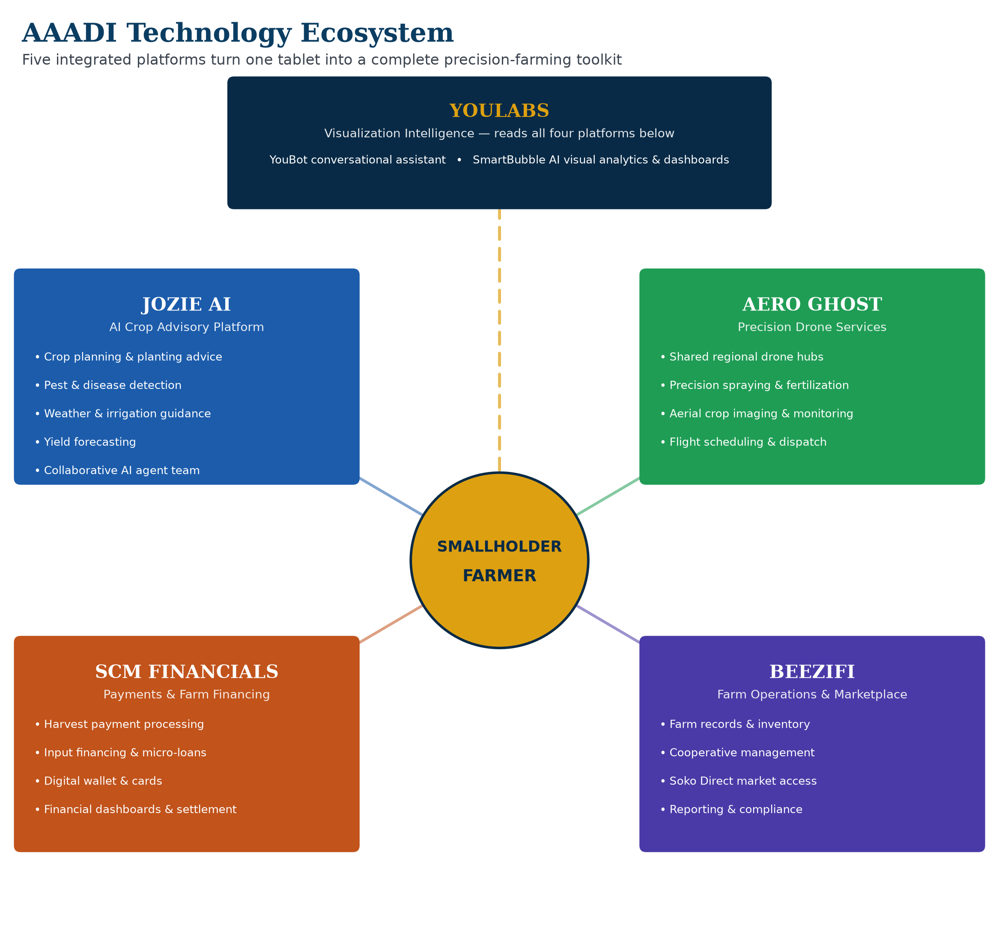 AAADI Technology Ecosystem
Five integrated platforms turn one tablet into a complete precision-farming toolkit
YOULABS
Visualization Intelligence — reads all four platforms below
YouBot conversational assistant • SmartBubble AI visual analytics & dashboards
JOZIE AI
AI Crop Advisory Platform
• Crop planning & planting advice
• Pest & disease detection
• Weather & irrigation guidance
• Yield forecasting
• Collaborative AI agent team
AERO GHOST
Precision Drone Services
• Shared regional drone hubs
• Precision spraying & fertilization
• Aerial crop imaging & monitoring
• Flight scheduling & dispatch
SMALLHOLDER
FARMER
SCM FINANCIALS
Payments & Farm Financing
• Harvest payment processing
• Input financing & micro-loans
• Digital wallet & cards
• Financial dashboards & settlement
BEEZIFI
Farm Operations & Marketplace
• Farm records & inventory
• Cooperative management
• Soko Direct market access
• Reporting & compliance